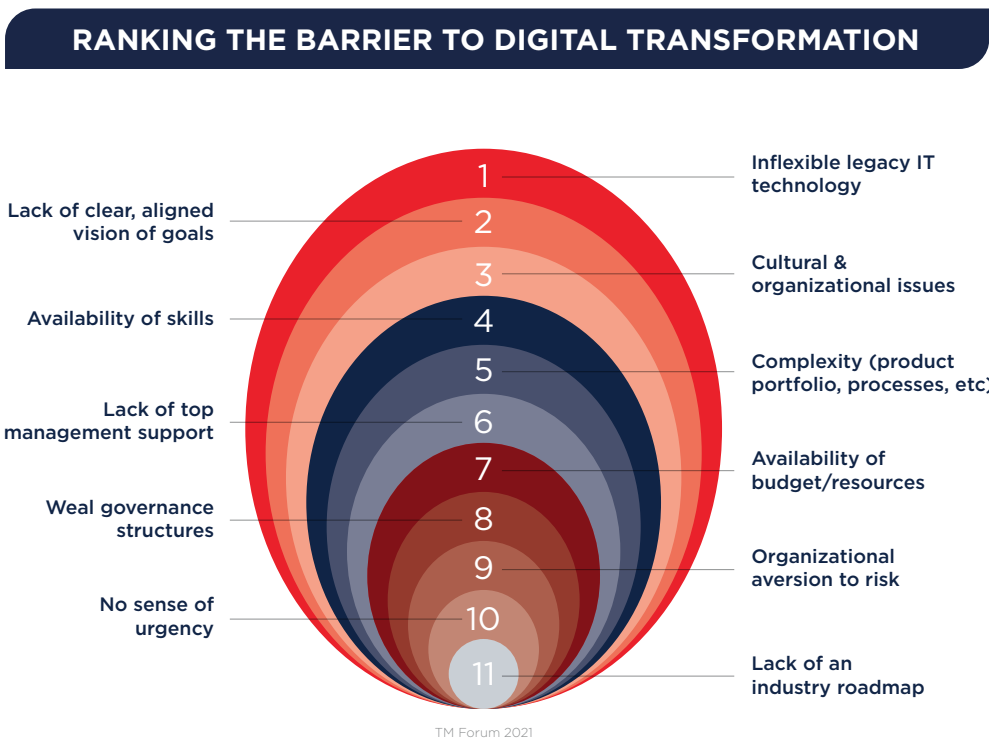 RANKING THE BARRIER TO DIGITAL TRANSFORMATION
1
Inflexible legacy IT
technology
Lack of clear, aligned
vision of goals
2
3
Cultural &
organizational issues
Availability of skills
4
5
Complexity (product
portfolio, processes, etc)
Lack of top
management support
6
7
Availability of
budget/resources
Weal governance
structures
8
9
Organizational
aversion to risk
No sense of
urgency
10
11
Lack of an
industry roadmap
TM Forum 2021